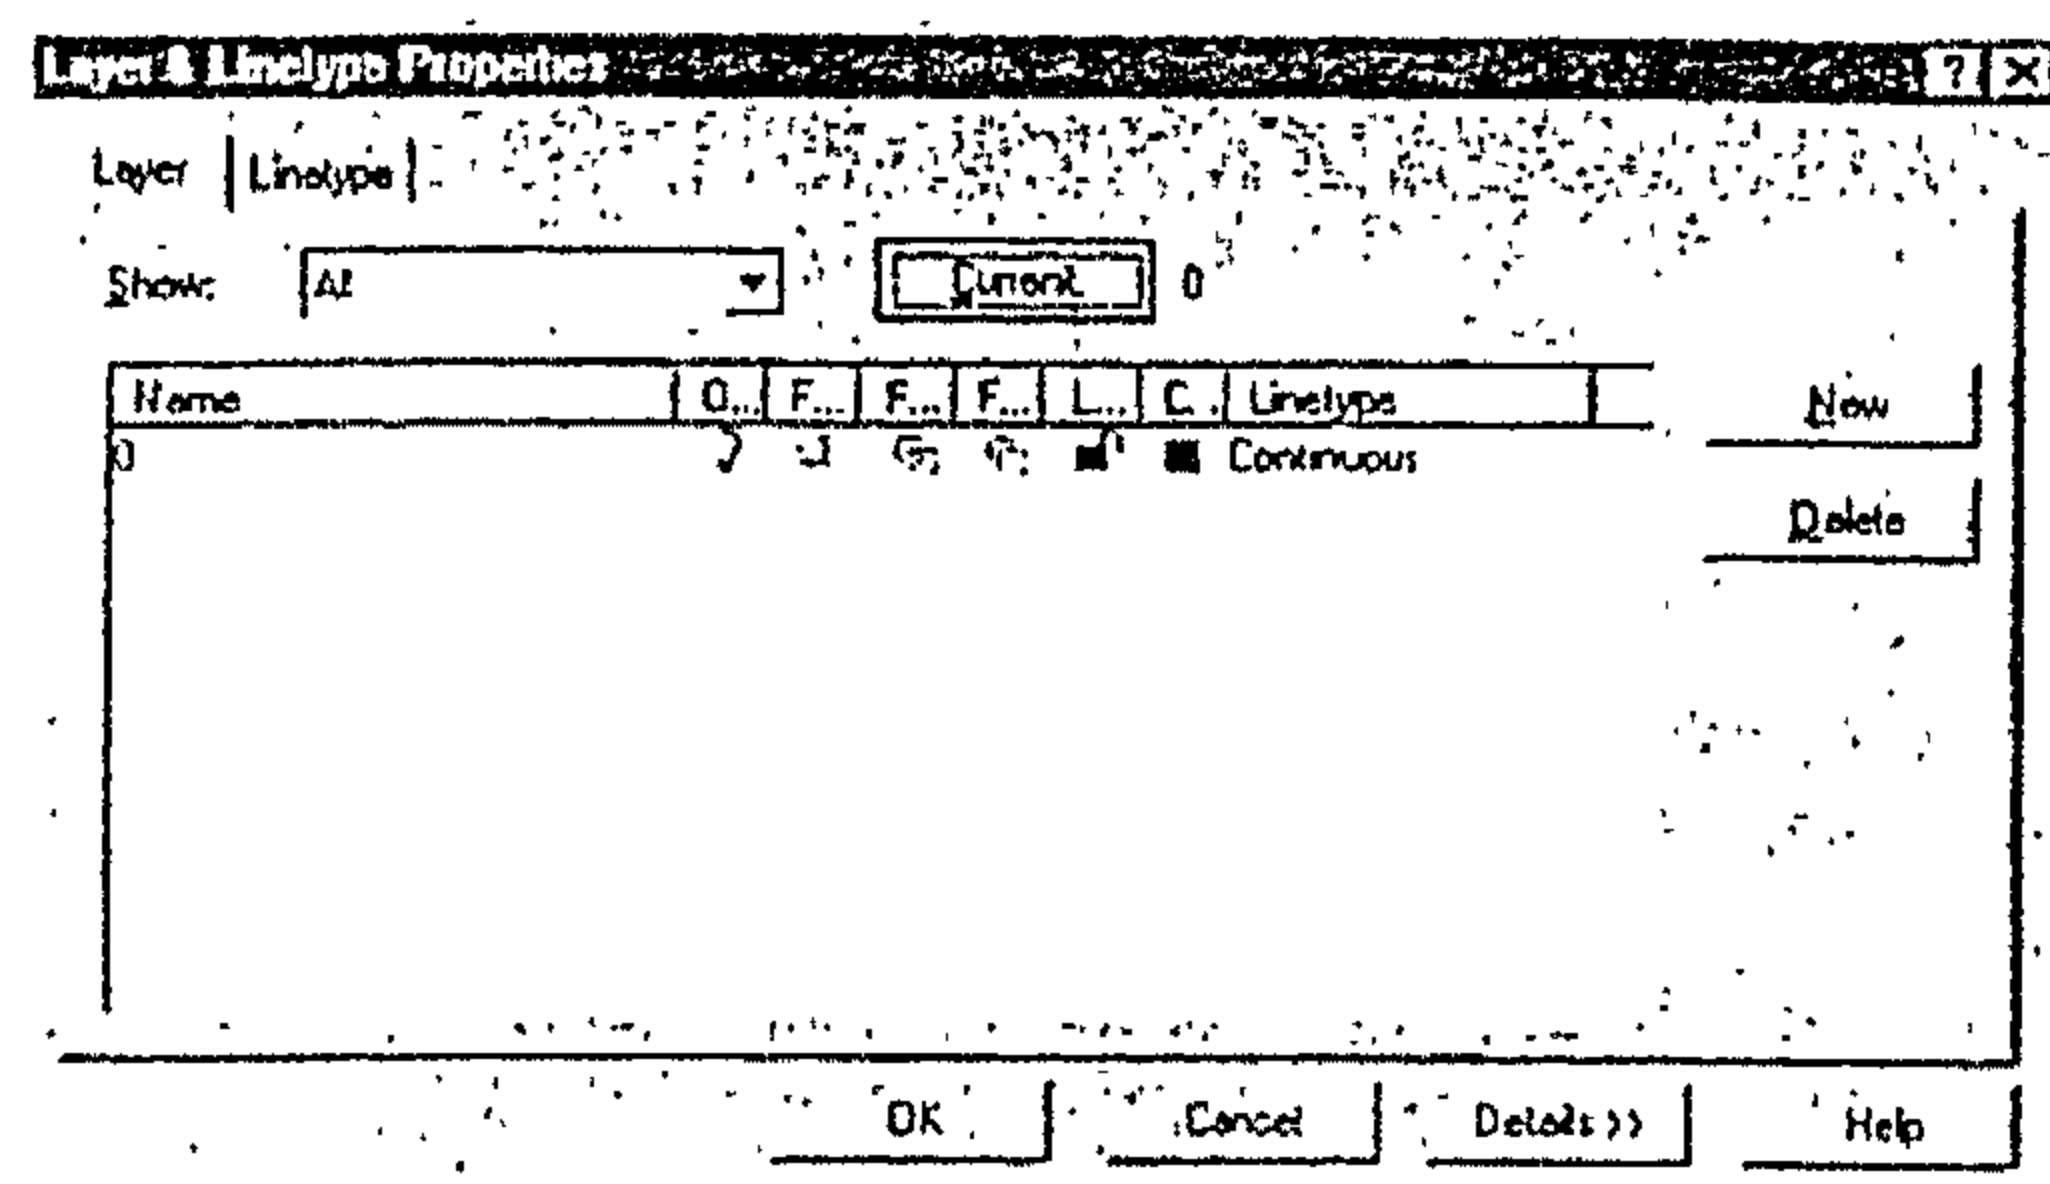 Layer & Linetype Properties ? X
Layer Linetype
Show: All Current 0
Name O... F... F... F... L... C... Linetype New
0 Continuous
Delete
OK Cancel Details >> Help